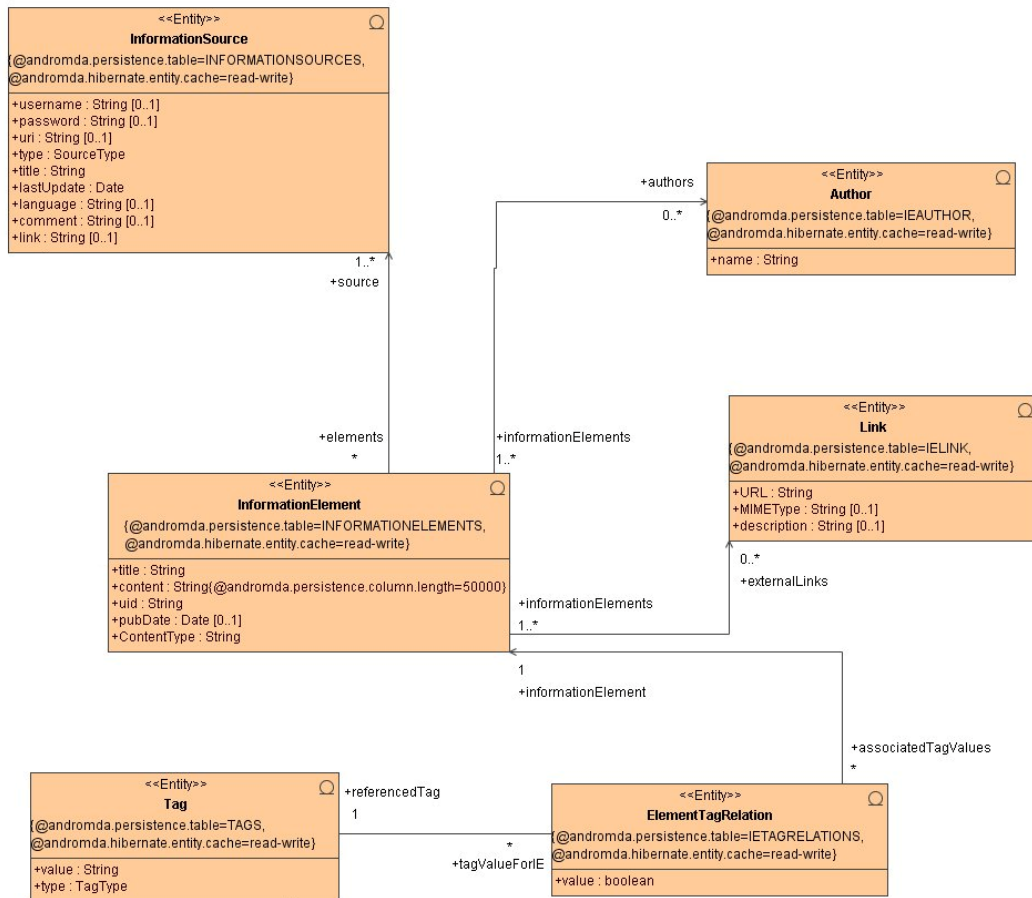 <<Entity>>
InformationSource
{@andromda.persistence.table=INFORMATIONSOURCES,
@andromda.hibernate.entity.cache=read-write}
+username : String [0..1]
+password : String [0..1]
+uri : String [0..1]
+type : SourceType
+title : String
+lastUpdate : Date
+language : String [0..1]
+comment : String [0..1]
+link : String [0..1]
1..*
+source
+elements
*
+authors
0..*
<<Entity>>
Author
{@andromda.persistence.table=IEAUTHOR,
@andromda.hibernate.entity.cache=read-write}
+name : String
+informationElements
1..*
<<Entity>>
Link
{@andromda.persistence.table=IELINK,
@andromda.hibernate.entity.cache=read-write}
+URL : String
+MIMEType : String [0..1]
+description : String [0..1]
0..*
+externalLinks
<<Entity>>
InformationElement
{@andromda.persistence.table=INFORMATIONELEMENTS,
@andromda.hibernate.entity.cache=read-write}
+title : String
+content : String{@andromda.persistence.column.length=50000}
+uid : String
+pubDate : Date [0..1]
+ContentType : String
+informationElements
1..*
1
+informationElement
+associatedTagValues
*
<<Entity>>
Tag
{@andromda.persistence.table=TAGS,
@andromda.hibernate.entity.cache=read-write}
+value : String
+type : TagType
+referencedTag
1
*
+tagValueForIE
<<Entity>>
ElementTagRelation
{@andromda.persistence.table=IETAGRELATIONS,
@andromda.hibernate.entity.cache=read-write}
+value : boolean